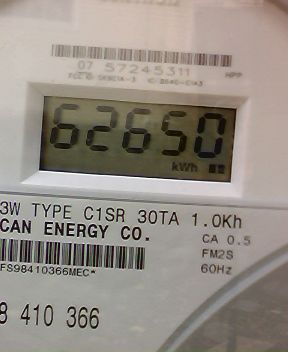 07 57245311 HPP
62650
kWh
3W TYPE C1SR 30TA 1.0Kh
CAN ENERGY CO. CA 0.5
FM2S
FS98410366MEC* 60Hz
8 410 366